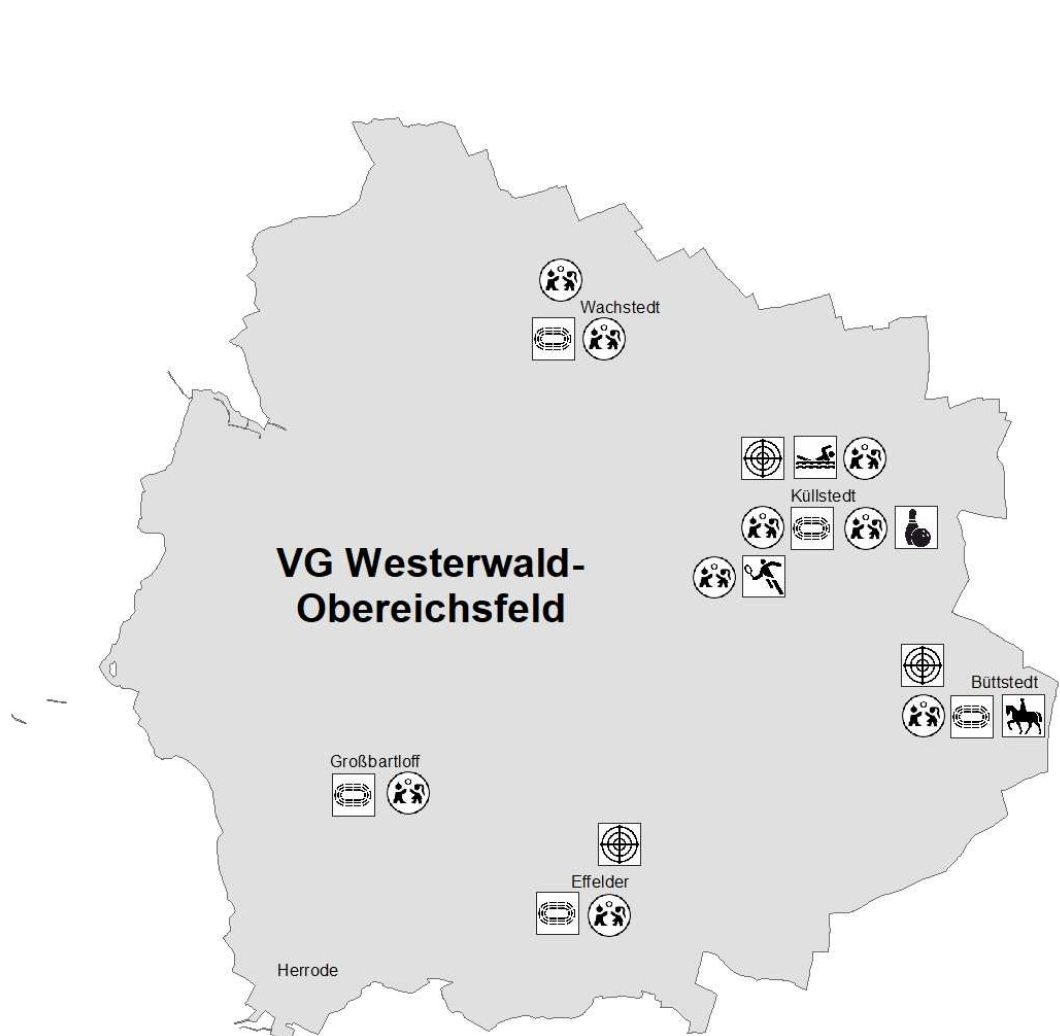 Wachstedt
Küllstedt
VG Westerwald-
Obereichsfeld
Büttstedt
Großbartloff
Effelder
Herrode